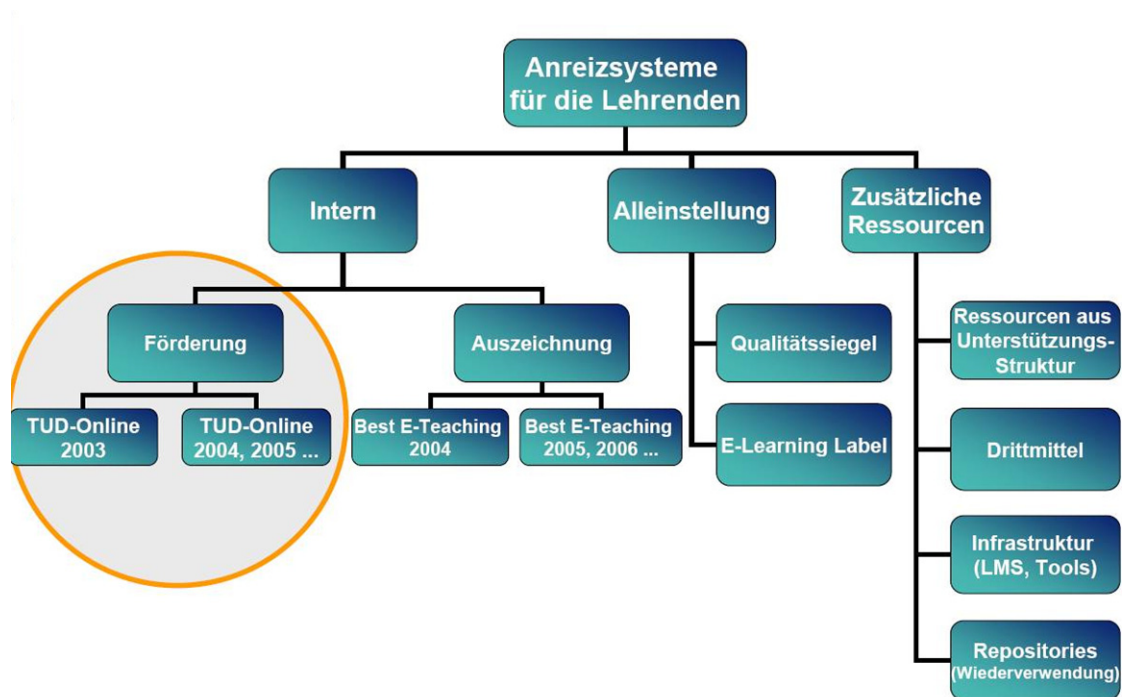 Anreizsysteme
für die Lehrenden
Intern
Alleinstellung
Zusätzliche
Ressourcen
Förderung
Auszeichnung
Qualitätssiegel
Ressourcen aus
Unterstützungs-
Struktur
TUD-Online
2003
TUD-Online
2004, 2005 ...
Best E-Teaching
2004
Best E-Teaching
2005, 2006 ...
E-Learning Label
Drittmittel
Infrastruktur
(LMS, Tools)
Repositories
(Wiederverwendung)